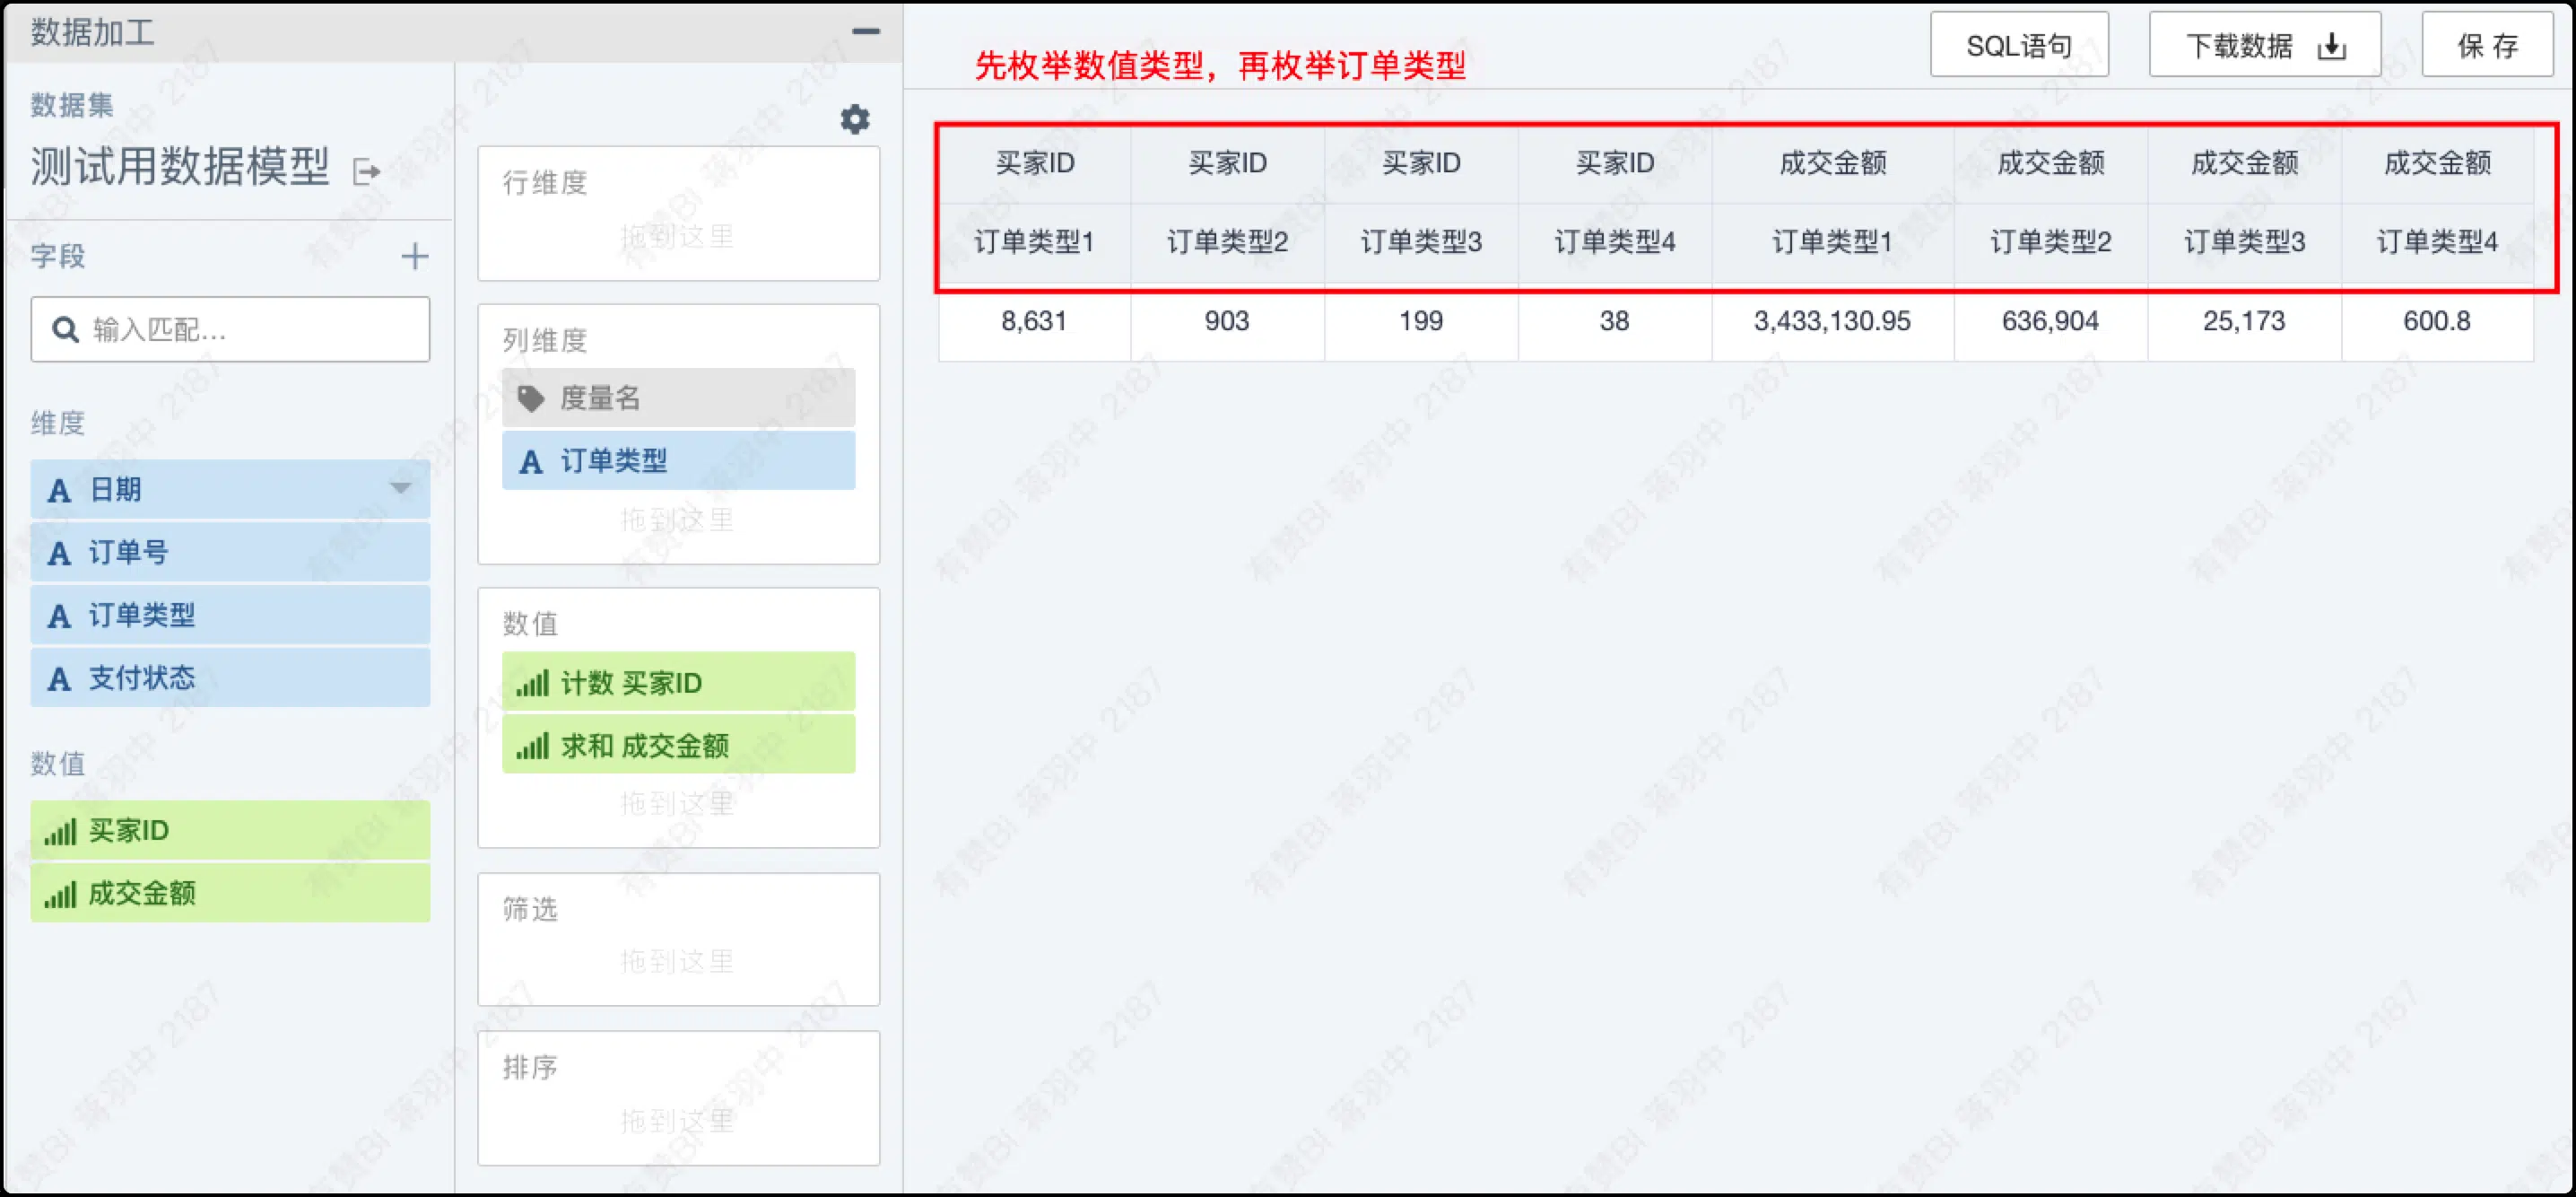 数据加工
数据集
测试用数据模型
字段
输入匹配...
维度
A 日期
A 订单号
A 订单类型
A 支付状态
数值
买家ID
成交金额
行维度
拖到这里
列维度
度量名
A 订单类型
拖到这里
数值
计数 买家ID
求和 成交金额
拖到这里
筛选
拖到这里
排序
拖到这里
先枚举数值类型，再枚举订单类型
SQL语句 下载数据 保存
买家ID 买家ID 买家ID 买家ID 成交金额 成交金额 成交金额 成交金额
订单类型1 订单类型2 订单类型3 订单类型4 订单类型1 订单类型2 订单类型3 订单类型4
8,631 903 199 38 3,433,130.95 636,904 25,173 600.8
有赞BI 蒋羽中 2187